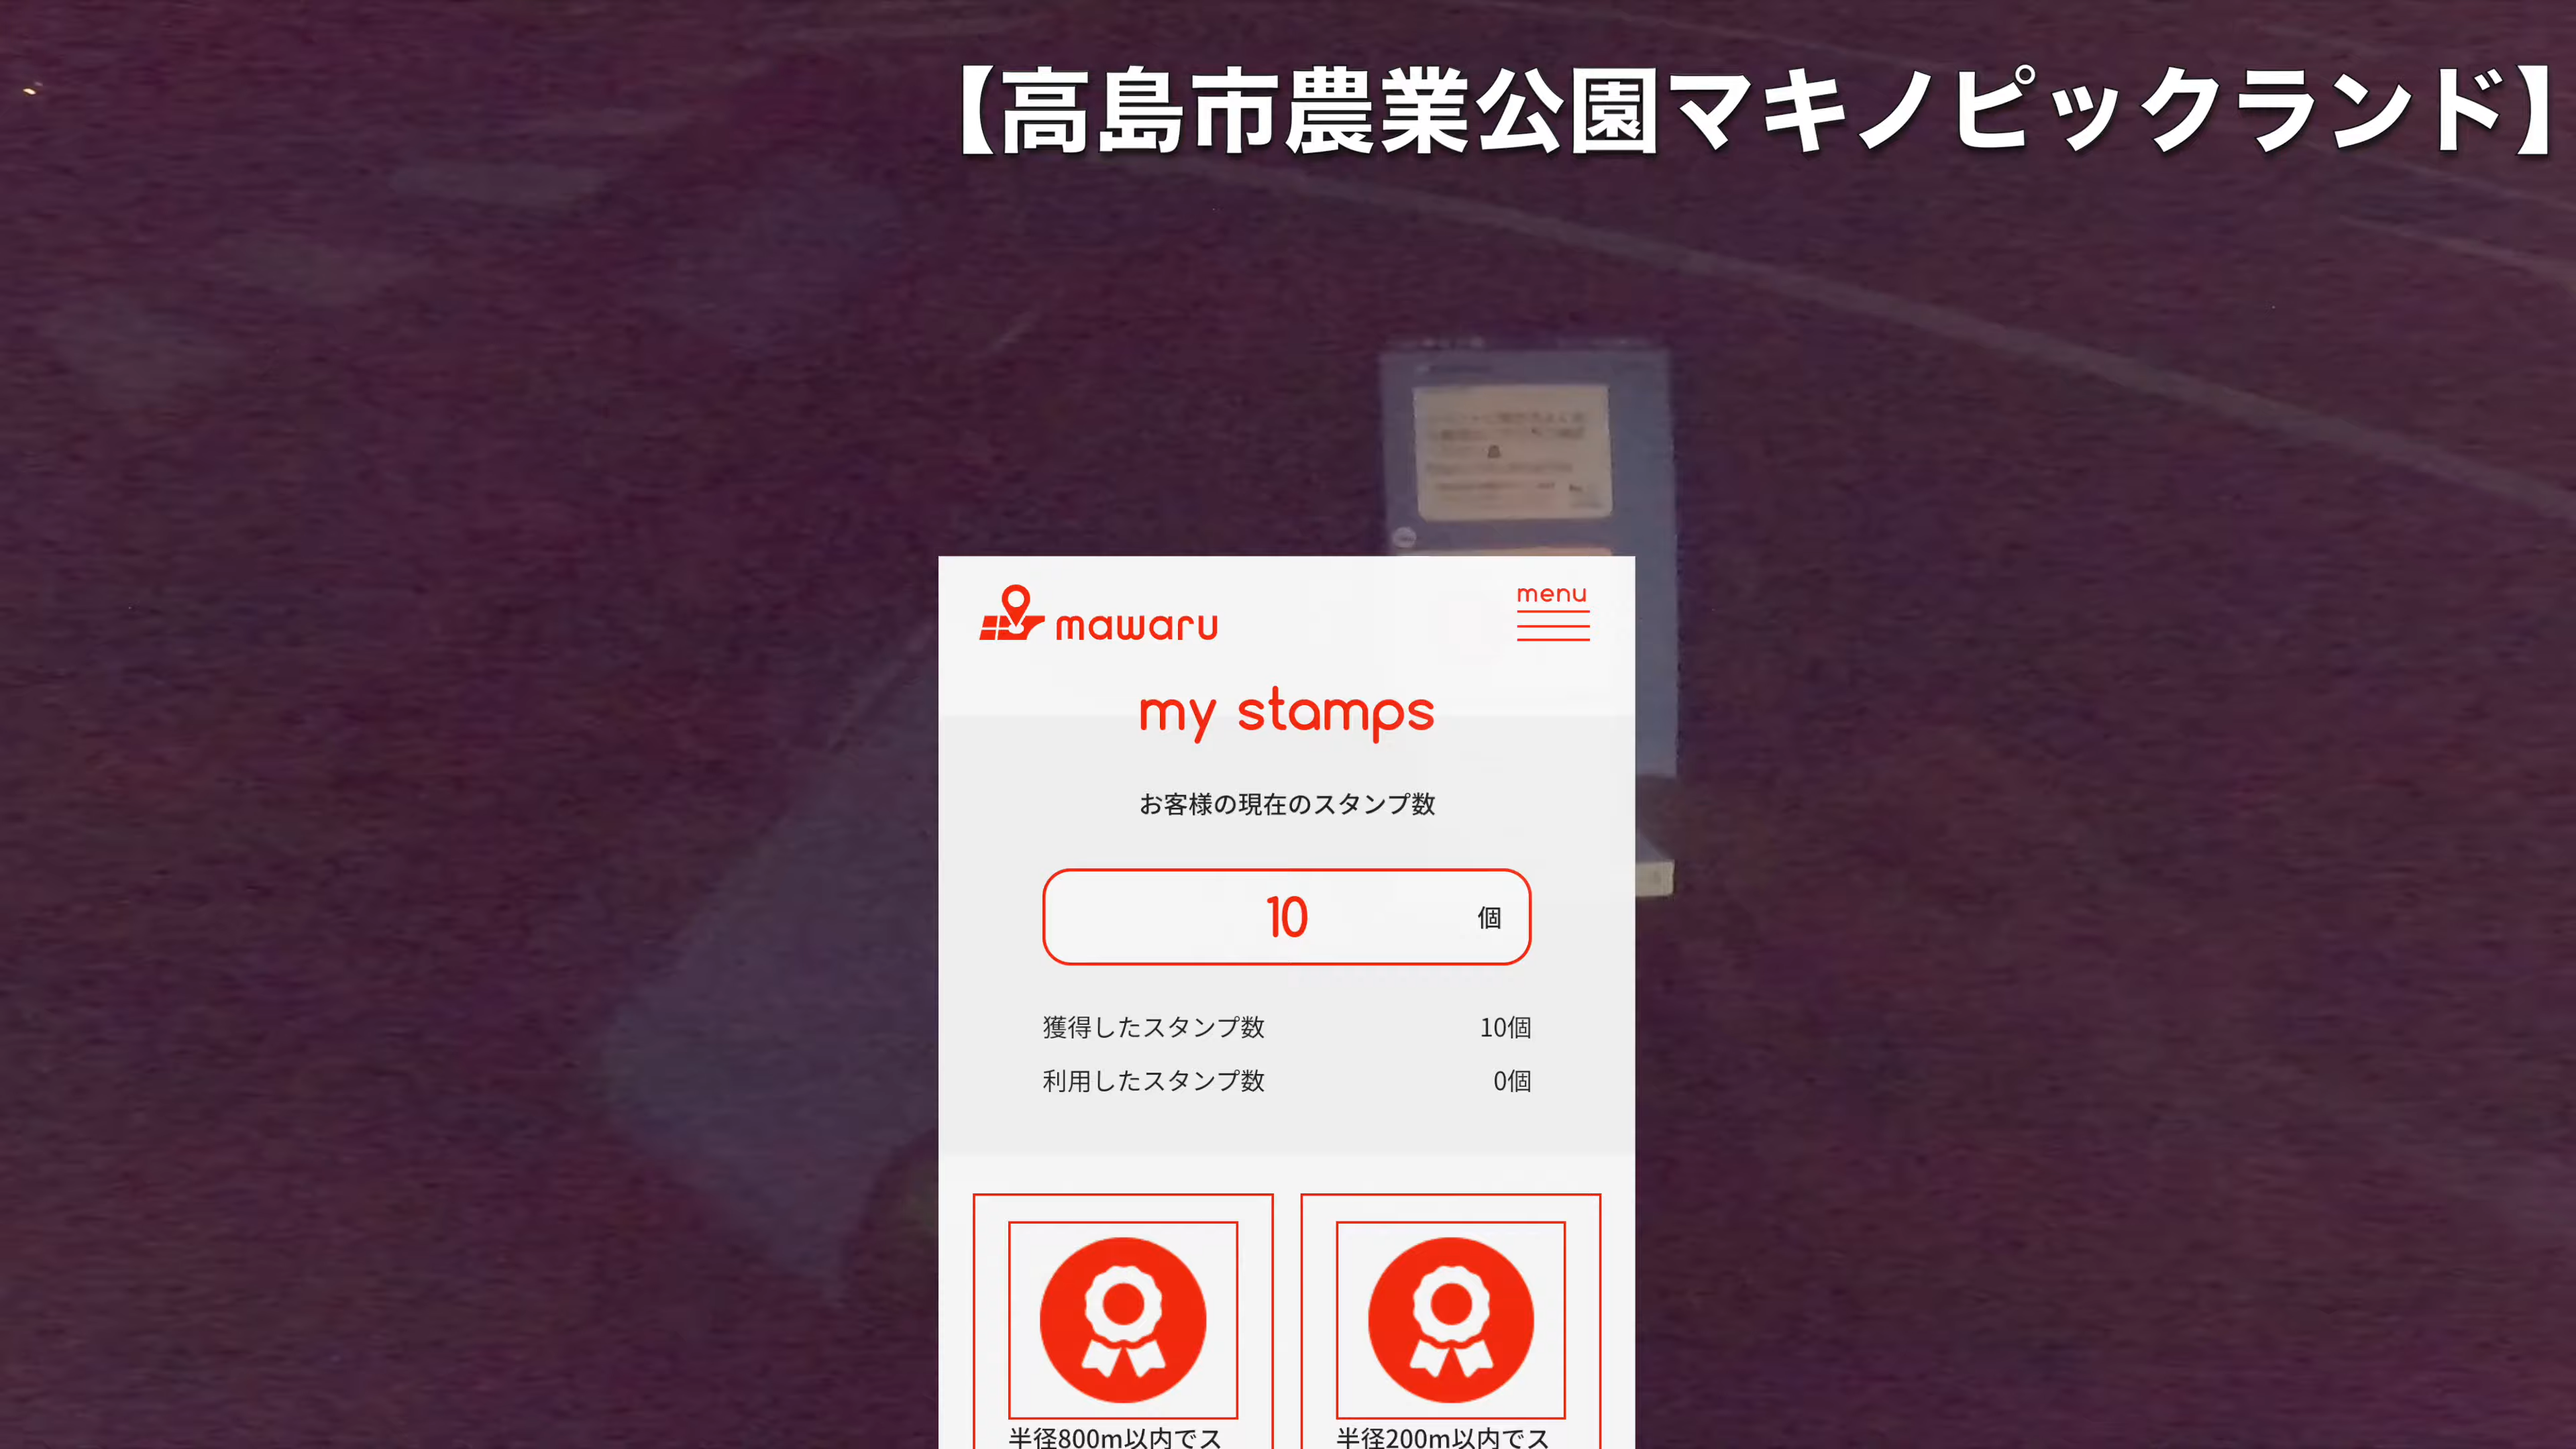 【高島市農業公園マキノピックランド】
mawaru
menu
my stamps
お客様の現在のスタンプ数
10 個
獲得したスタンプ数 10個
利用したスタンプ数 0個
半径800m以内でス
半径200m以内でス